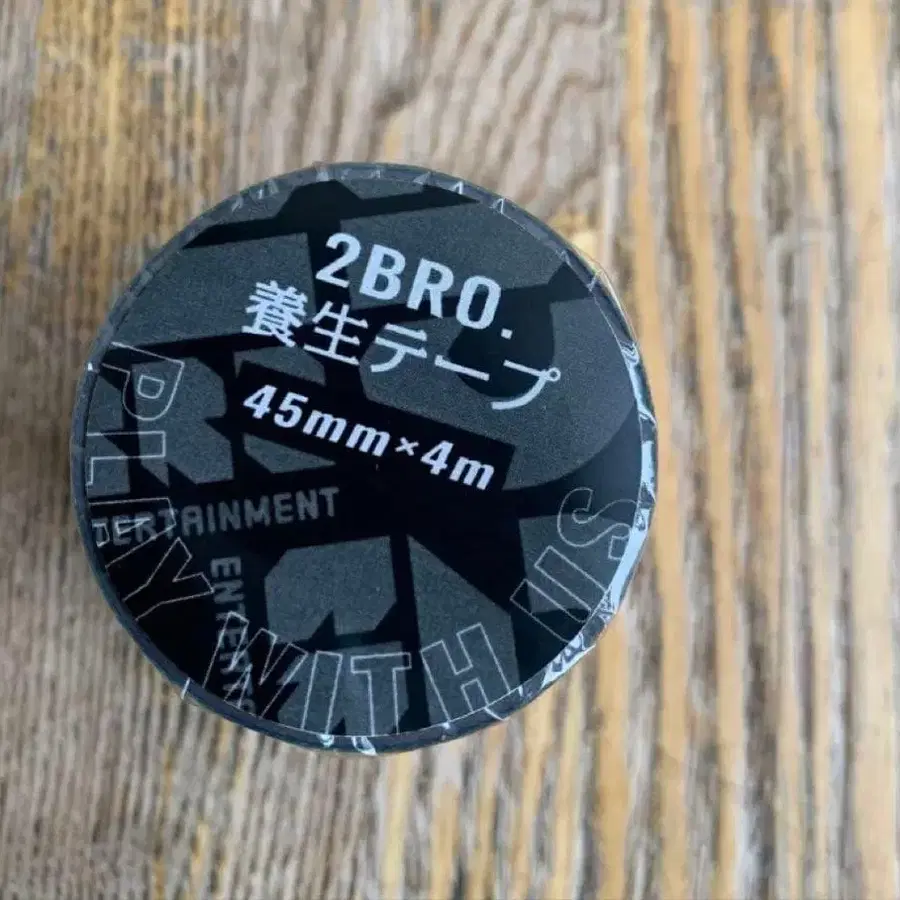 2BRO.
養生テープ
45mm×4m
ERTAINMENT
PLAY WITH US